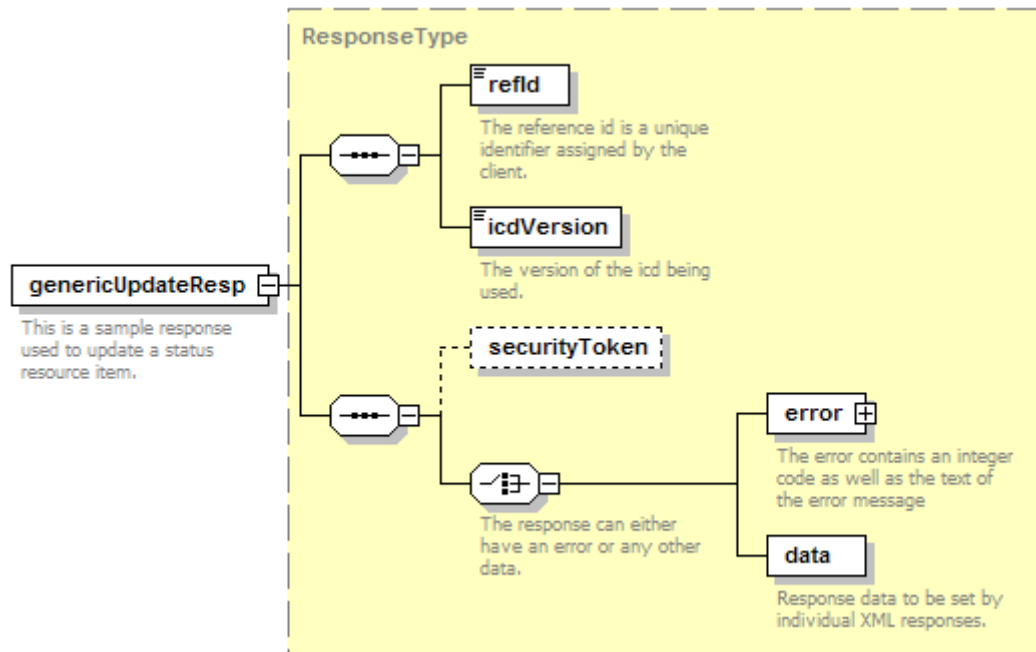 ResponseType
refId
The reference id is a unique
identifier assigned by the
client.
icdVersion
The version of the icd being
used.
genericUpdateResp
This is a sample response
used to update a status
resource item.
securityToken
error
The error contains an integer
code as well as the text of
the error message
The response can either
have an error or any other
data.
data
Response data to be set by
individual XML responses.